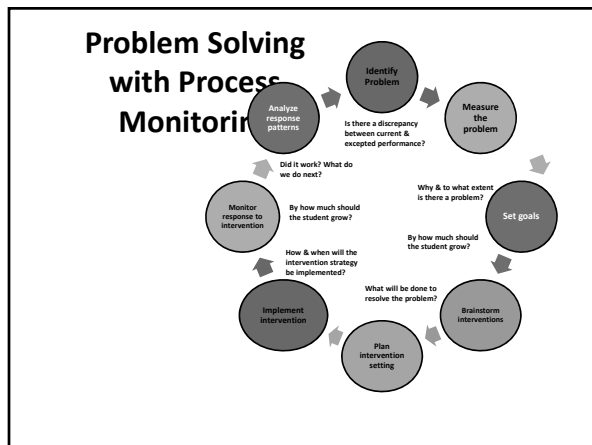 Problem Solving
with Process
Monitorin
Identify
Problem
Measure
the
problem
Set goals
Brainstorm
interventions
Plan
intervention
setting
Implement
intervention
Monitor
response to
intervention
Analyze
response
patterns
Is there a discrepancy
between current &
excepted performance?
Why & to what extent
is there a problem?
By how much should
the student grow?
What will be done to
resolve the problem?
How & when will the
intervention strategy
be implemented?
By how much should
the student grow?
Did it work? What do
we do next?